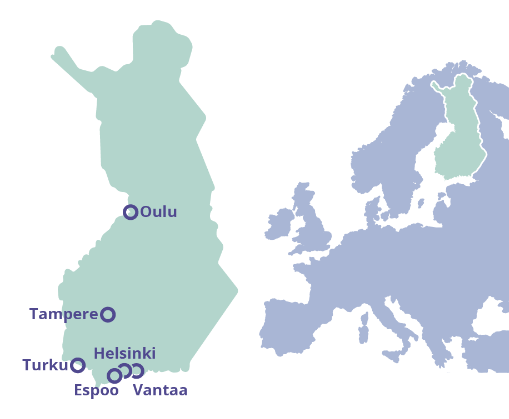 Oulu
Tampere
Helsinki
Turku
Espoo
Vantaa